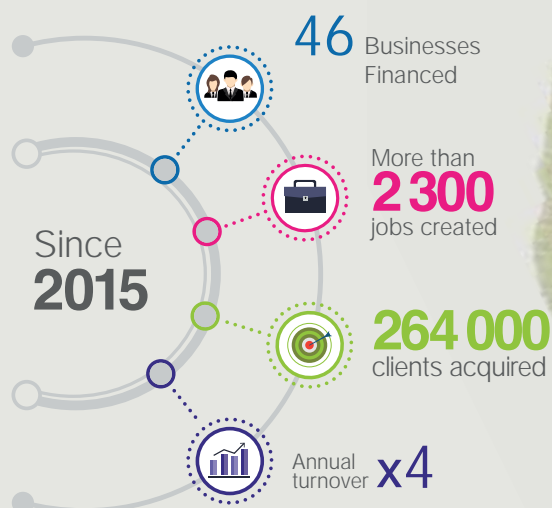 46 Businesses
Financed
More than
2 300
jobs created
Since
2015
264 000
clients acquired
Annual
turnover x4